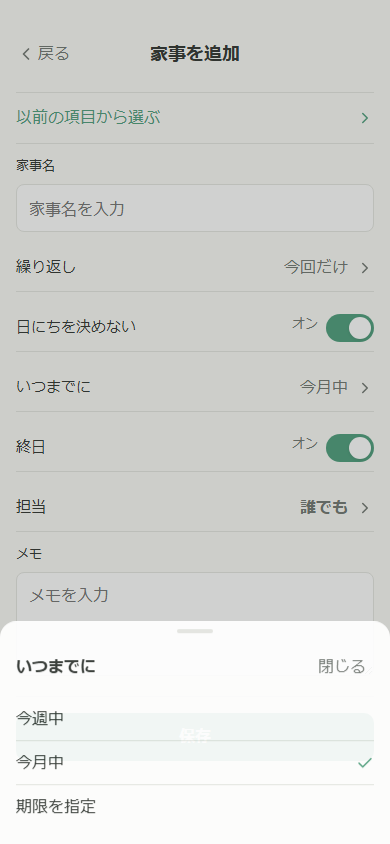 戻る
家事を追加
以前の項目から選ぶ
家事名
家事名を入力
繰り返し
今回だけ
日にちを決めない
オン
いつまでに
今月中
終日
オン
担当
誰でも
メモ
メモを入力
いつまでに
閉じる
今週中
保存
今月中
期限を指定